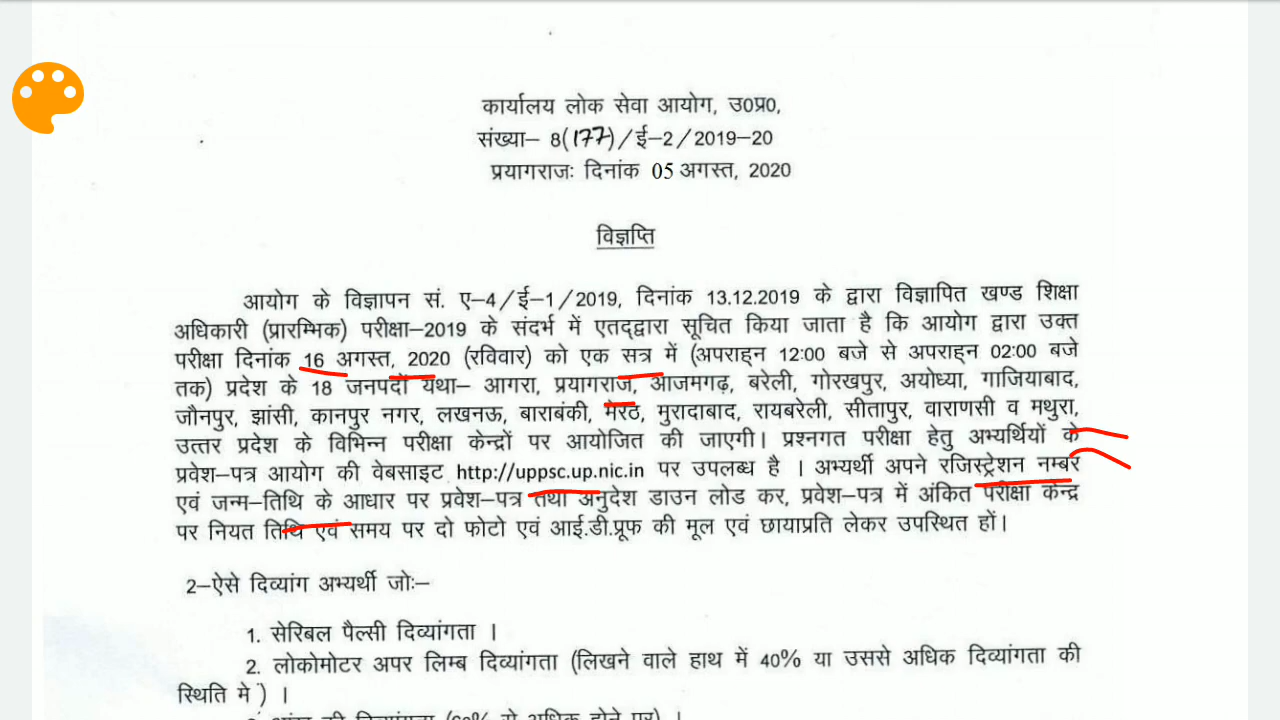 कार्यालय लोक सेवा आयोग, उ0प्र0,
संख्या– 8(177)/ई–2/2019–20
प्रयागराजः दिनांक 05 अगस्त, 2020
विज्ञप्ति
आयोग के विज्ञापन सं. ए–4/ई–1/2019, दिनांक 13.12.2019 के द्वारा विज्ञापित खण्ड शिक्षा
अधिकारी (प्रारम्भिक) परीक्षा–2019 के संदर्भ में एतद्द्वारा सूचित किया जाता है कि आयोग द्वारा उक्त
परीक्षा दिनांक 16 अगस्त, 2020 (रविवार) को एक सत्र में (अपराह्न 12:00 बजे से अपराह्न 02:00 बजे
तक) प्रदेश के 18 जनपदों यथा– आगरा, प्रयागराज, आजमगढ़, बरेली, गोरखपुर, अयोध्या, गाजियाबाद,
जौनपुर, झांसी, कानपुर नगर, लखनऊ, बाराबंकी, मेरठ, मुरादाबाद, रायबरेली, सीतापुर, वाराणसी व मथुरा,
उत्तर प्रदेश के विभिन्न परीक्षा केन्द्रों पर आयोजित की जाएगी। प्रश्नगत परीक्षा हेतु अभ्यर्थियों के
प्रवेश–पत्र आयोग की वेबसाइट http://uppsc.up.nic.in पर उपलब्ध है । अभ्यर्थी अपने रजिस्ट्रेशन नम्बर
एवं जन्म–तिथि के आधार पर प्रवेश–पत्र तथा अनुदेश डाउन लोड कर, प्रवेश–पत्र में अंकित परीक्षा केन्द्र
पर नियत तिथि एवं समय पर दो फोटो एवं आई.डी.प्रूफ की मूल एवं छायाप्रति लेकर उपस्थित हों।
2–ऐसे दिव्यांग अभ्यर्थी जोः–
1. सेरिबल पैल्सी दिव्यांगता ।
2. लोकोमोटर अपर लिम्ब दिव्यांगता (लिखने वाले हाथ में 40% या उससे अधिक दिव्यांगता की
स्थिति मे ) ।